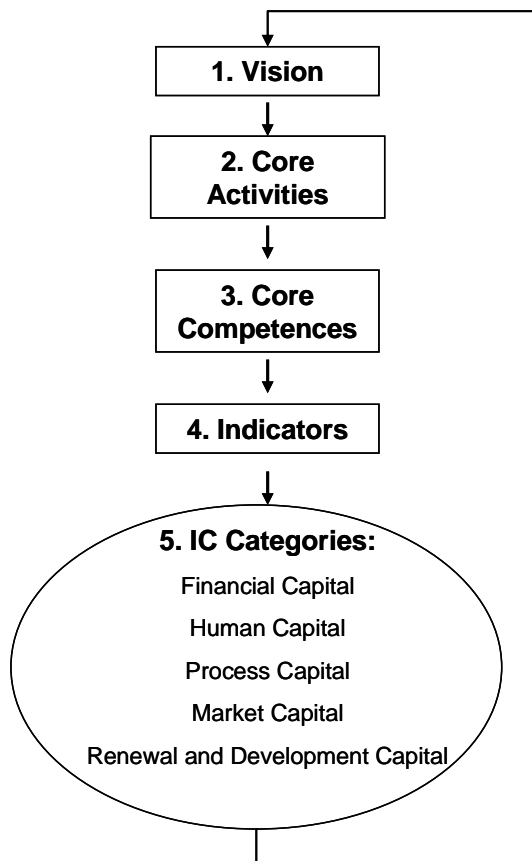 1. Vision
2. Core
Activities
3. Core
Competences
4. Indicators
5. IC Categories:
Financial Capital
Human Capital
Process Capital
Market Capital
Renewal and Development Capital